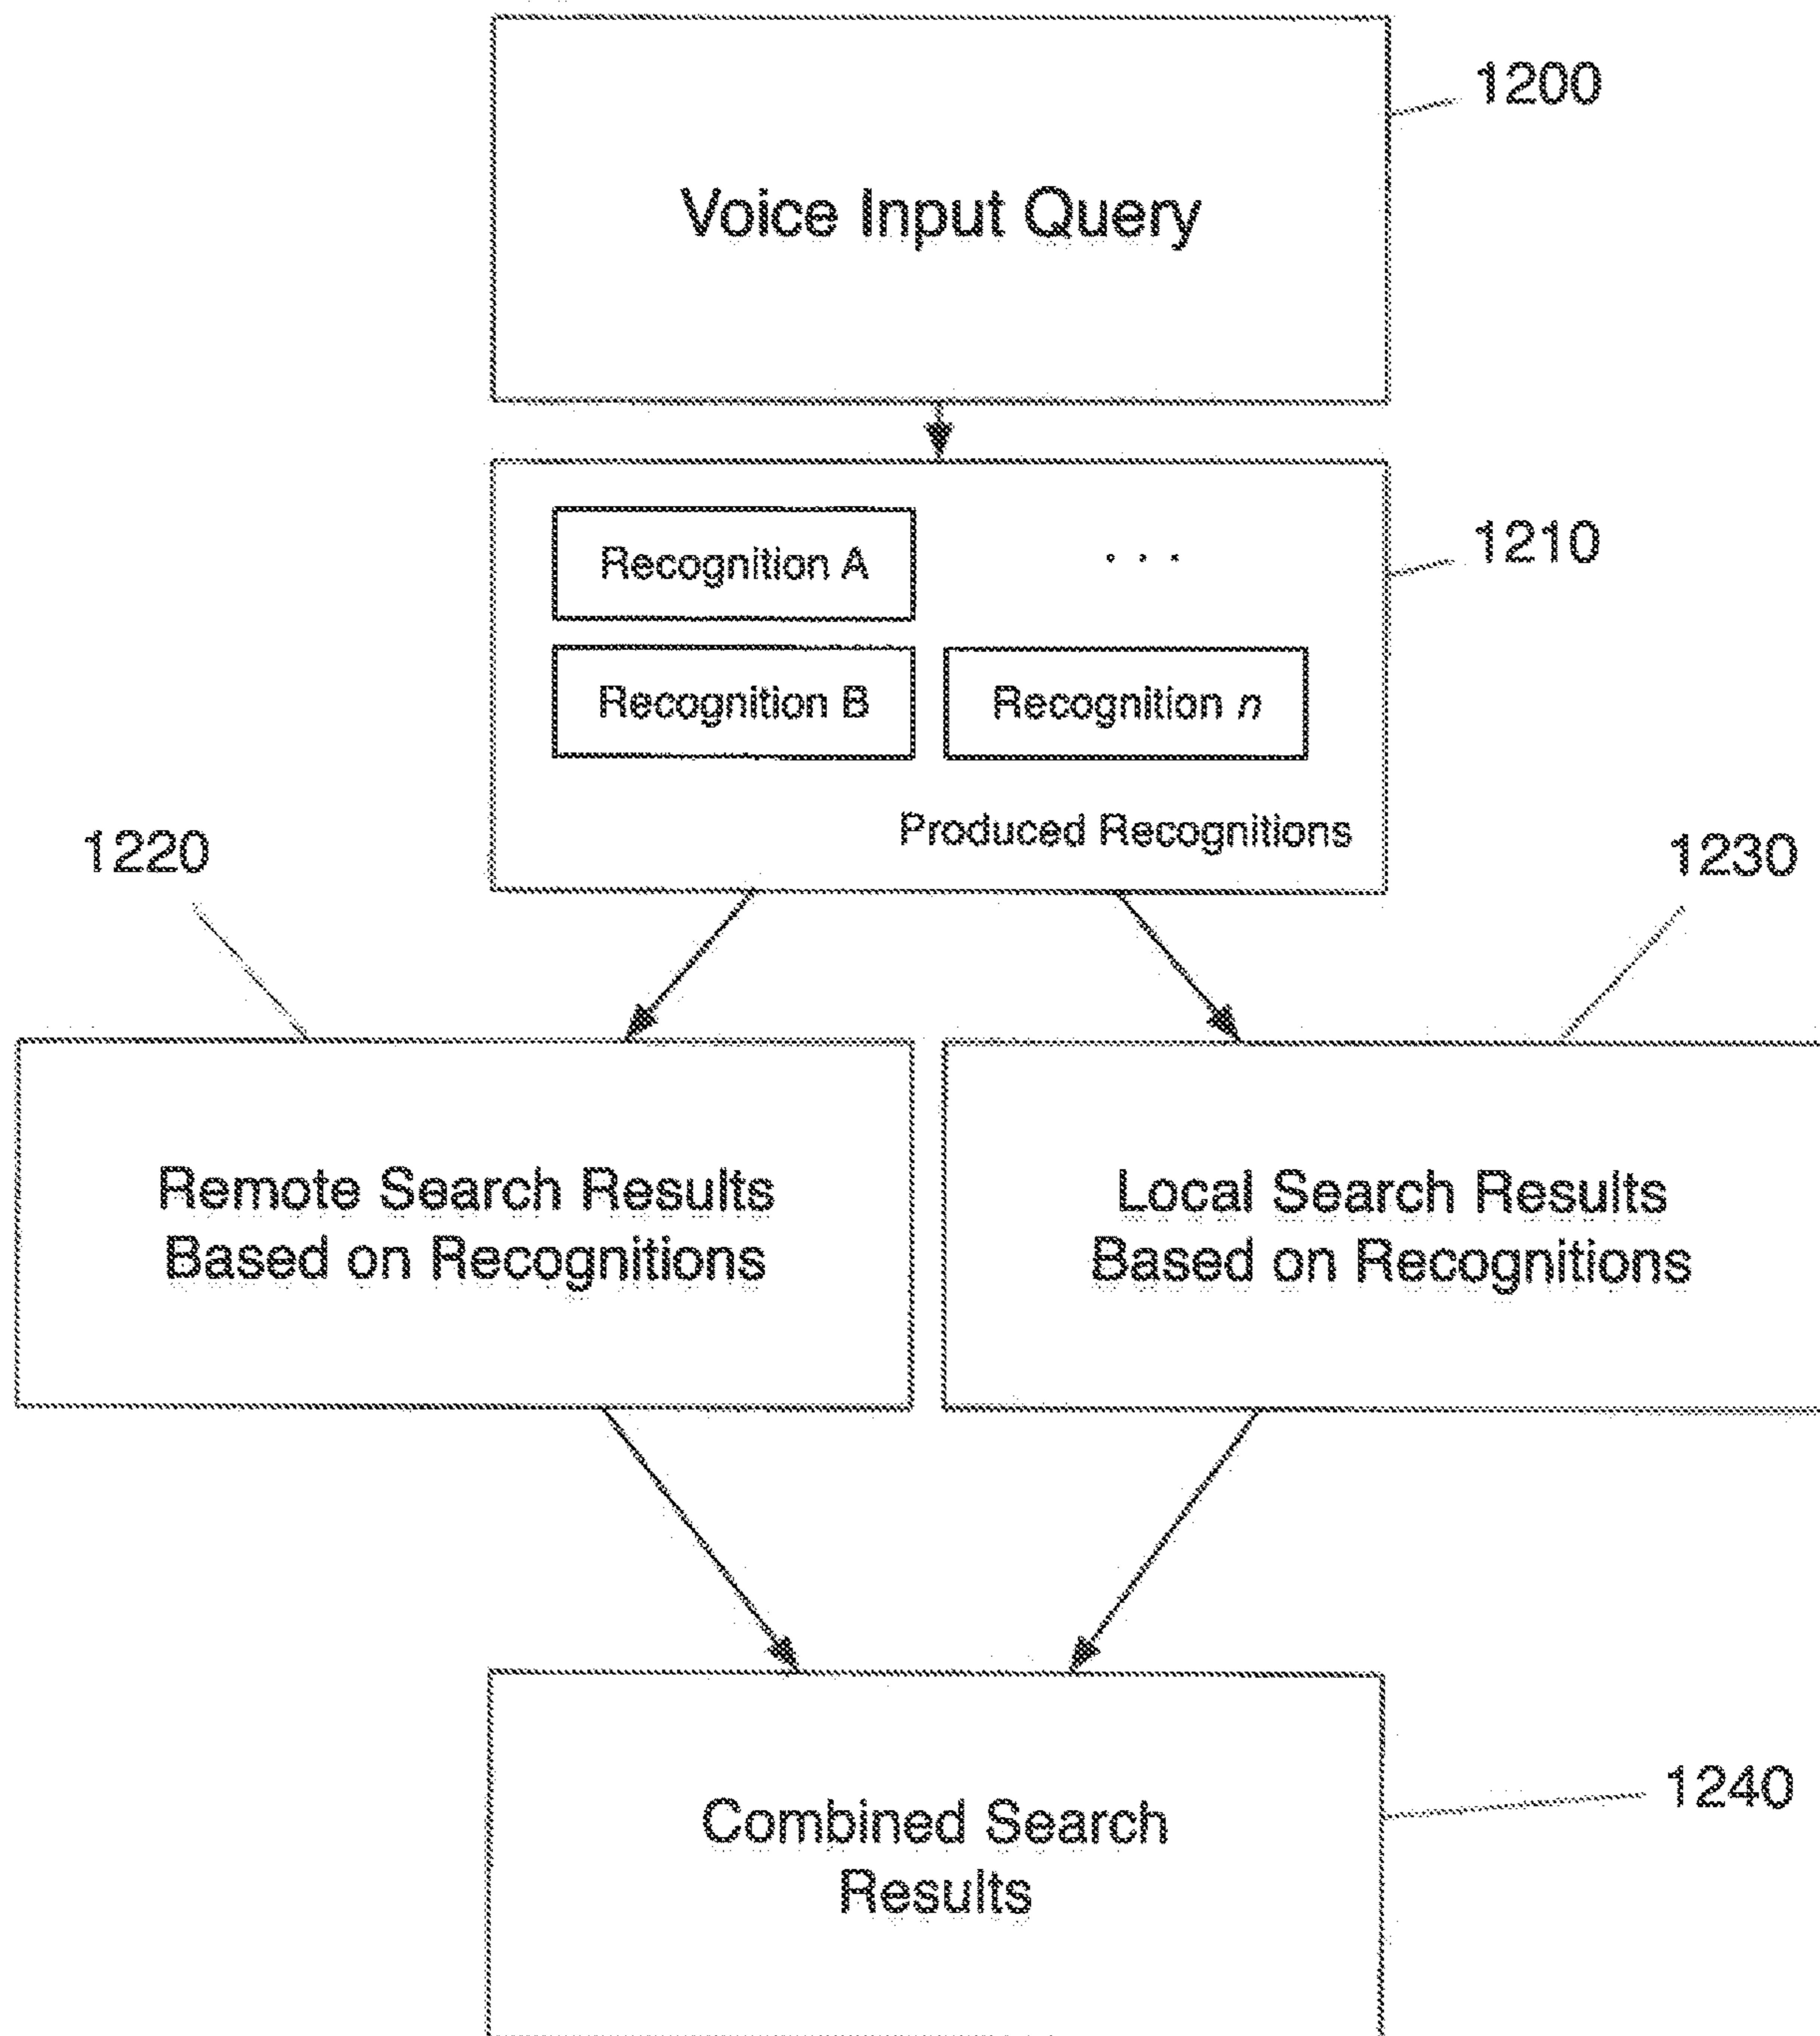 1200
Voice Input Query
1210
Recognition A
. . .
Recognition B
Recognition n
Produced Recognitions
1220
1230
Remote Search Results
Based on Recognitions
Local Search Results
Based on Recognitions
1240
Combined Search
Results